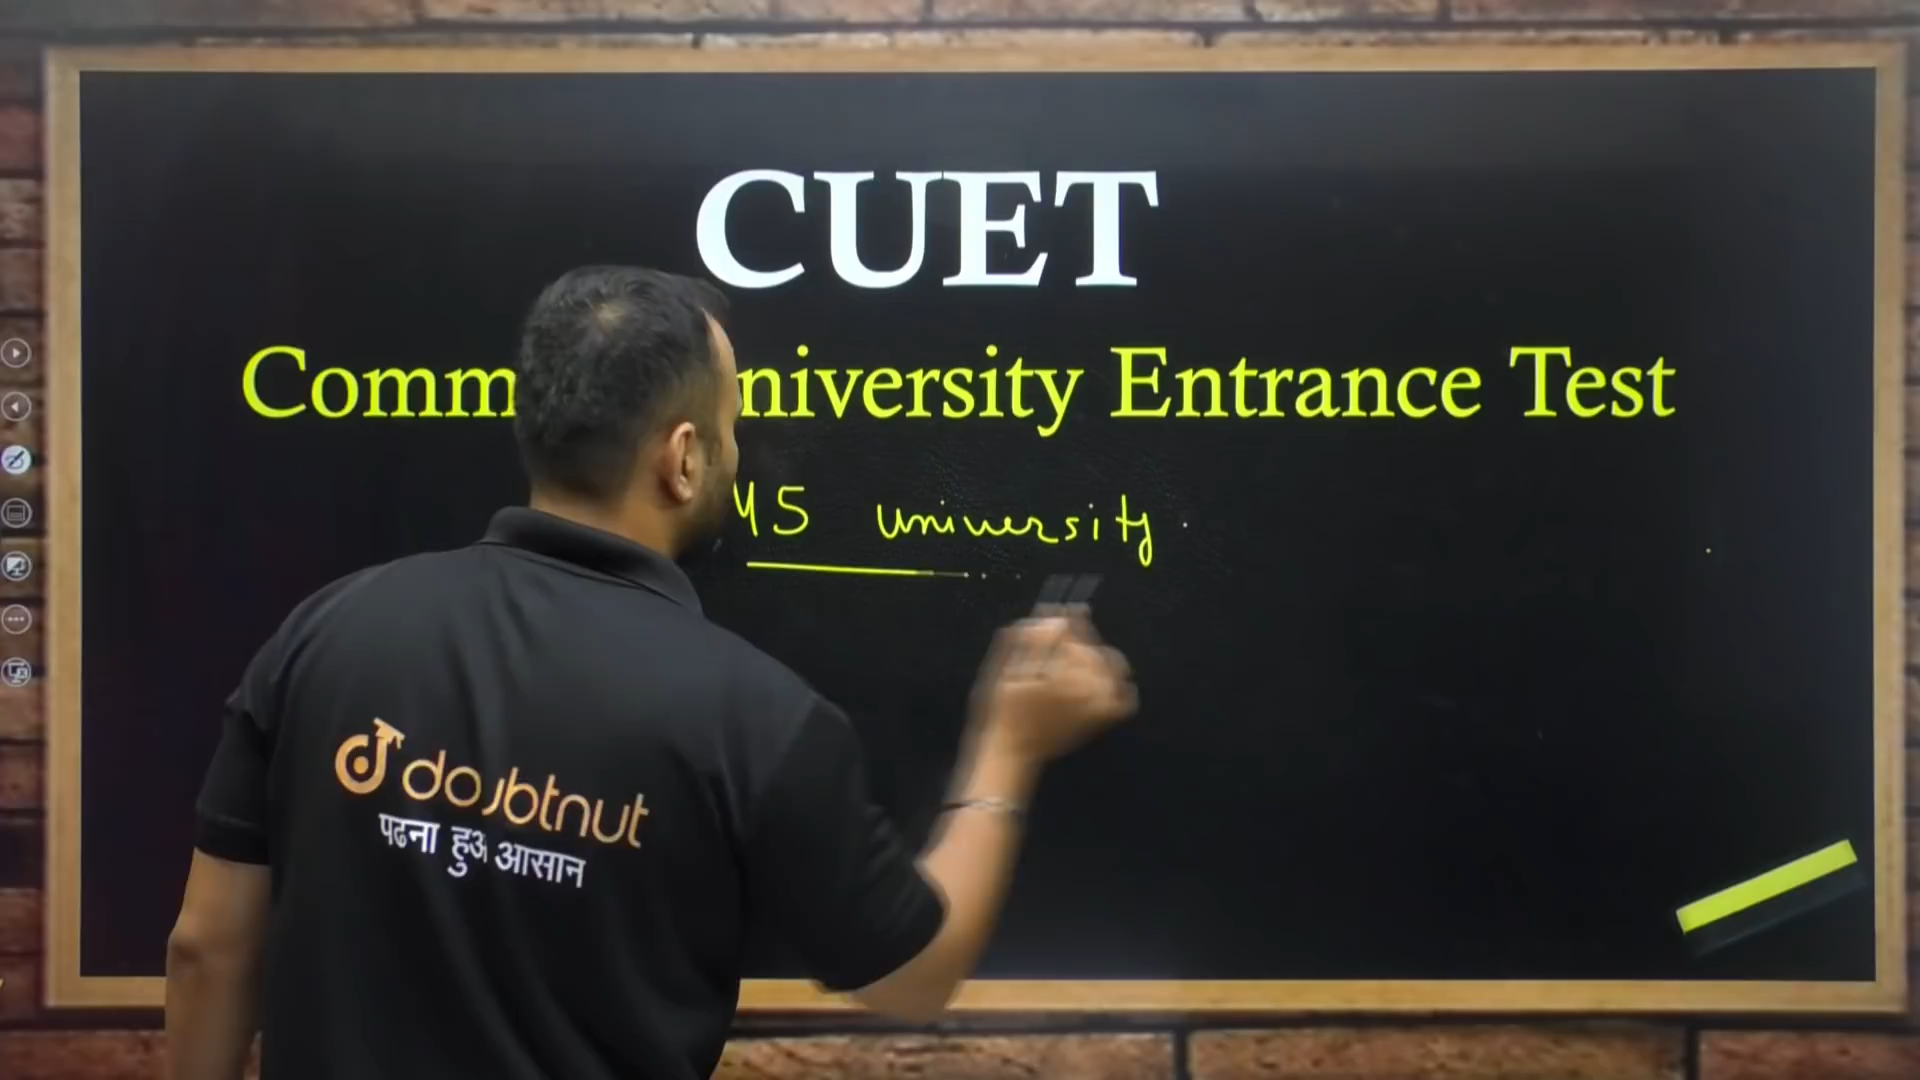 CUET
Comm niversity Entrance Test
45 university
doubtnut
पढना हुआ आसान